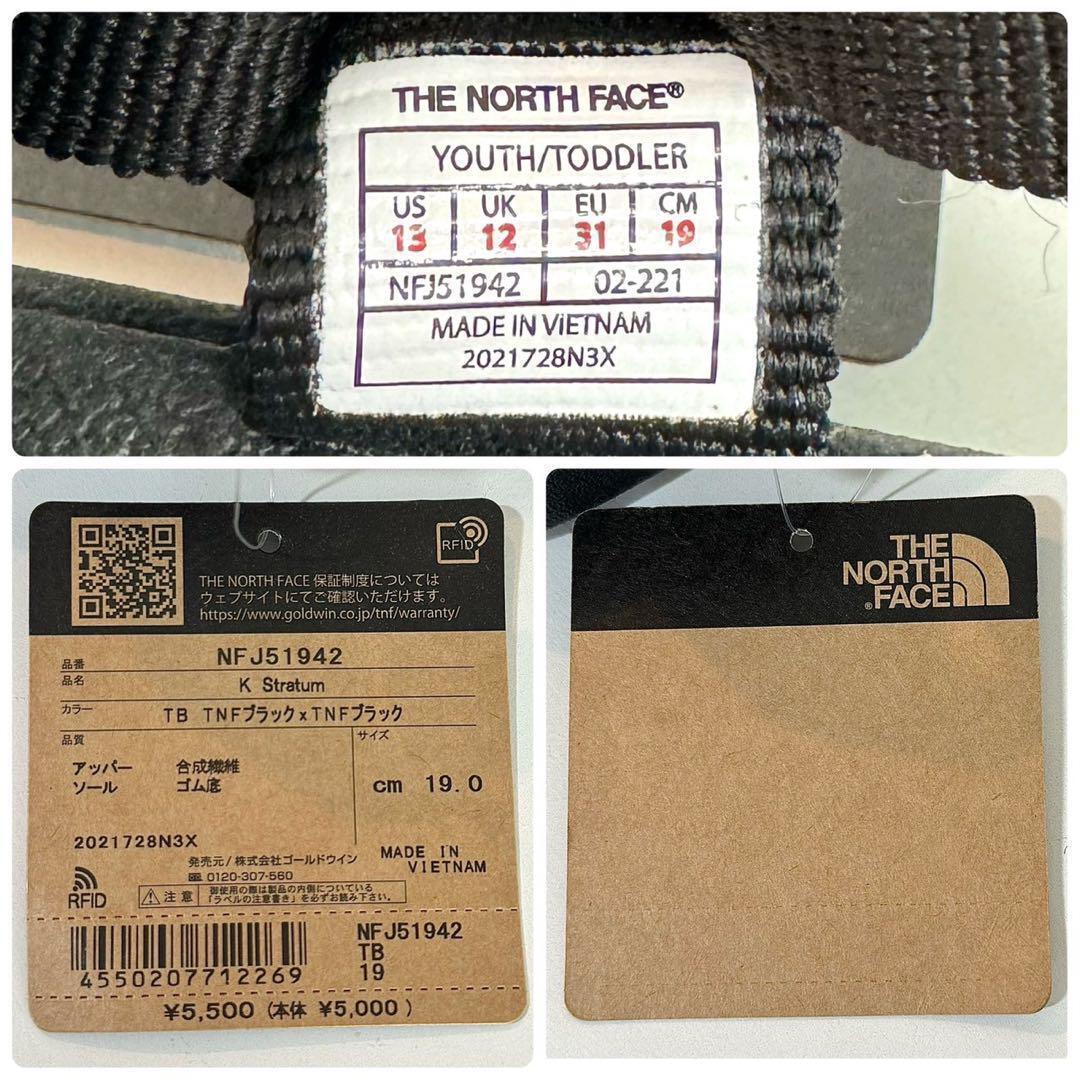 THE NORTH FACE®
YOUTH/TODDLER
US UK EU CM
13 12 31 19
NFJ51942 02-221
MADE IN VIETNAM
2021728N3X
RFID
THE NORTH FACE 保証制度については
ウェブサイトにてご確認いただけます。
https://www.goldwin.co.jp/tnf/warranty/
品番 NFJ51942
品名 K Stratum
カラー TB TNFブラック×TNFブラック
品質 サイズ
アッパー 合成繊維
ソール ゴム底
cm 19.0
2021728N3X
発売元/株式会社ゴールドウイン
0120-307-560
MADE IN
VIETNAM
RFID
注意 御使用の際は製品の内側についている
「ラベルの注意書き」を必ずお読み下さい。
NFJ51942
TB
19
4550207712269
¥5,500 (本体 ¥5,000 )
THE
NORTH
FACE®